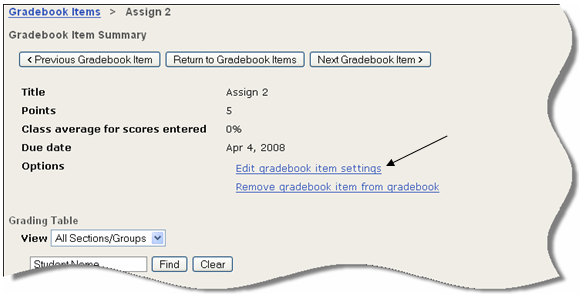 Gradebook Items > Assign 2
Gradebook Item Summary
< Previous Gradebook Item Return to Gradebook Items Next Gradebook Item >
Title Assign 2
Points 5
Class average for scores entered 0%
Due date Apr 4, 2008
Options Edit gradebook item settings
Remove gradebook item from gradebook
Grading Table
View All Sections/Groups
Student Name Find Clear